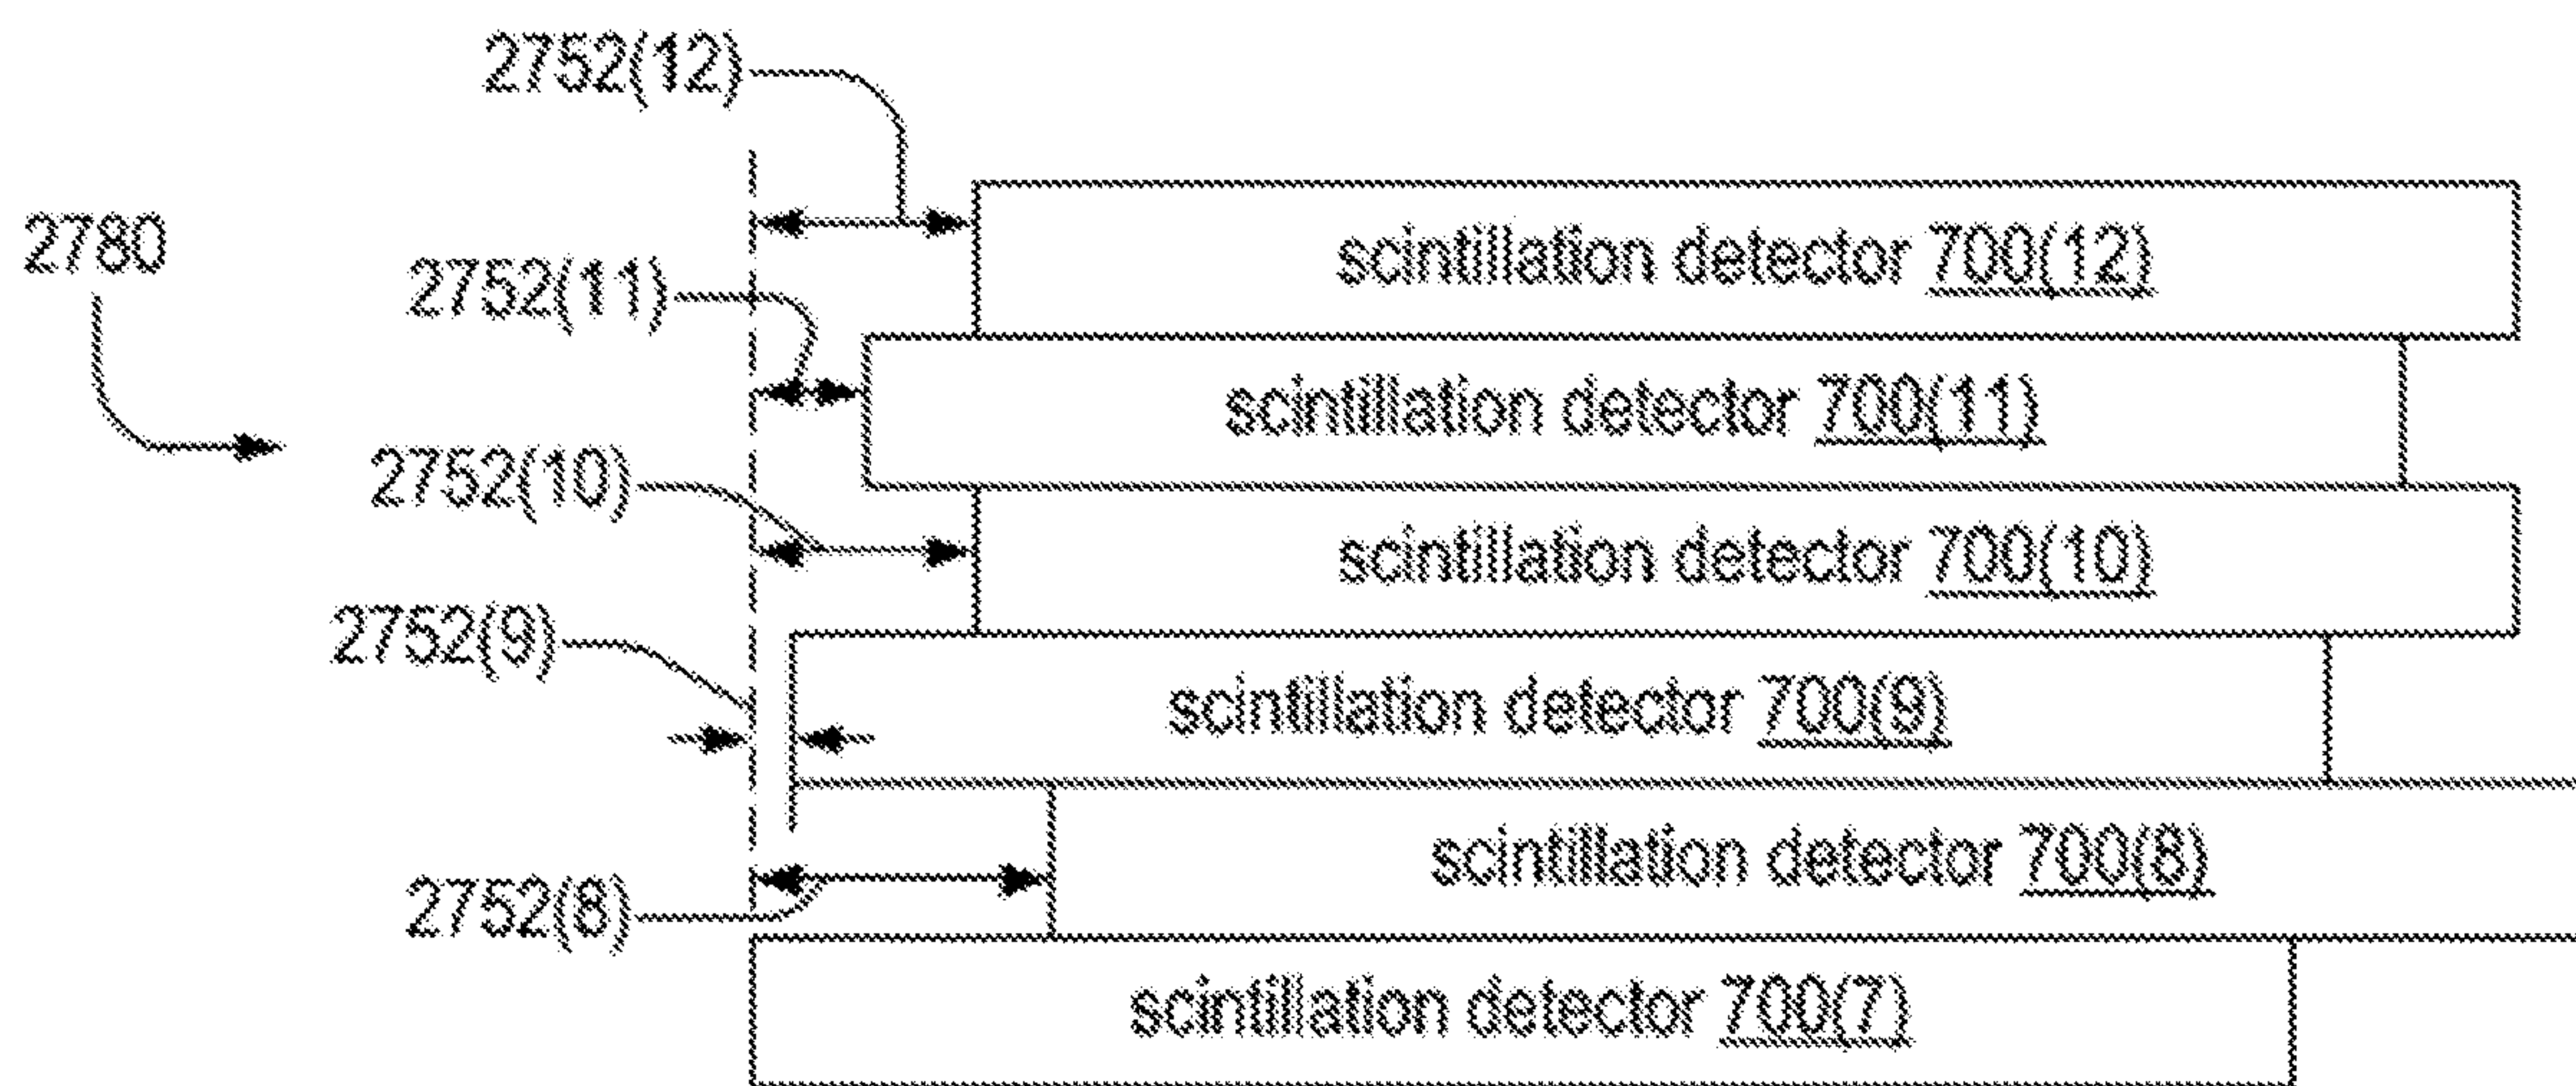 2752(12)
2780
scintillation detector 700(12)
2752(11)
scintillation detector 700(11)
2752(10)
scintillation detector 700(10)
2752(9)
scintillation detector 700(9)
scintillation detector 700(8)
2752(8)
scintillation detector 700(7)